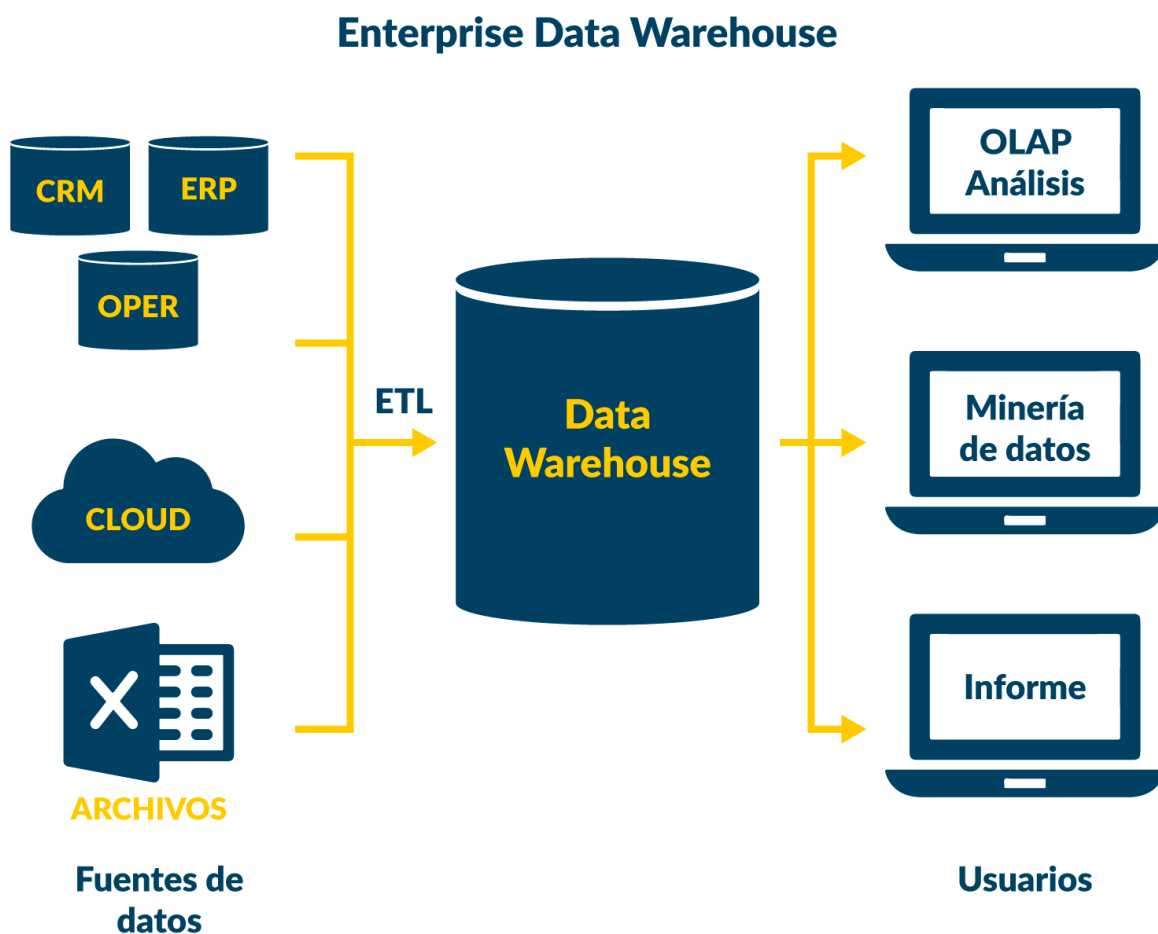 Enterprise Data Warehouse
CRM
ERP
OPER
CLOUD
X
ARCHIVOS
Fuentes de
datos
ETL
Data
Warehouse
OLAP
Análisis
Minería
de datos
Informe
Usuarios